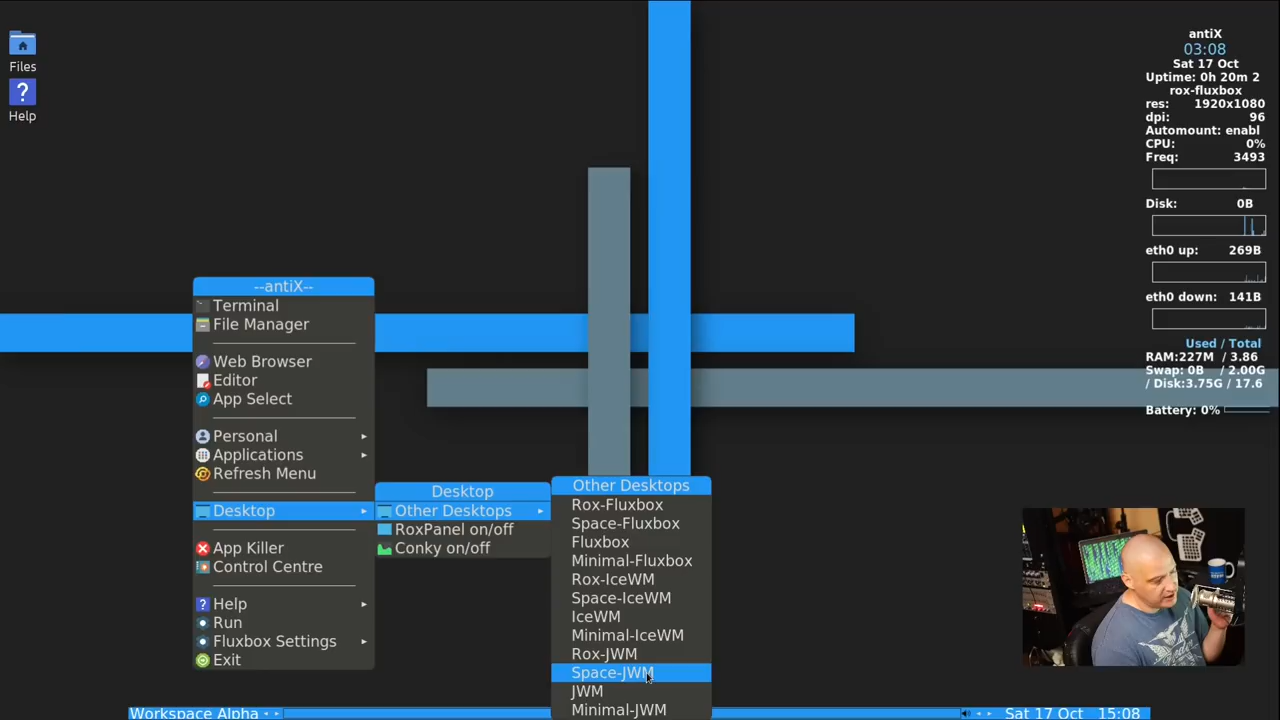 Files
Help
antiX
03:08
Sat 17 Oct
Uptime: 0h 20m 2
rox-fluxbox
res: 1920x1080
dpi: 96
Automount: enabl
CPU: 0%
Freq: 3493
Disk: 0B
eth0 up: 269B
eth0 down: 141B
Used / Total
RAM:227M / 3.86
Swap: 0B / 2.00G
/ Disk:3.75G / 17.6
Battery: 0%
--antiX--
Terminal
File Manager
Web Browser
Editor
App Select
Personal
Applications
Refresh Menu
Desktop
App Killer
Control Centre
Help
Run
Fluxbox Settings
Exit
Desktop
Other Desktops
RoxPanel on/off
Conky on/off
Other Desktops
Rox-Fluxbox
Space-Fluxbox
Fluxbox
Minimal-Fluxbox
Rox-IceWM
Space-IceWM
IceWM
Minimal-IceWM
Rox-JWM
Space-JWM
JWM
Minimal-JWM
Workspace Alpha
Sat 17 Oct 15:08